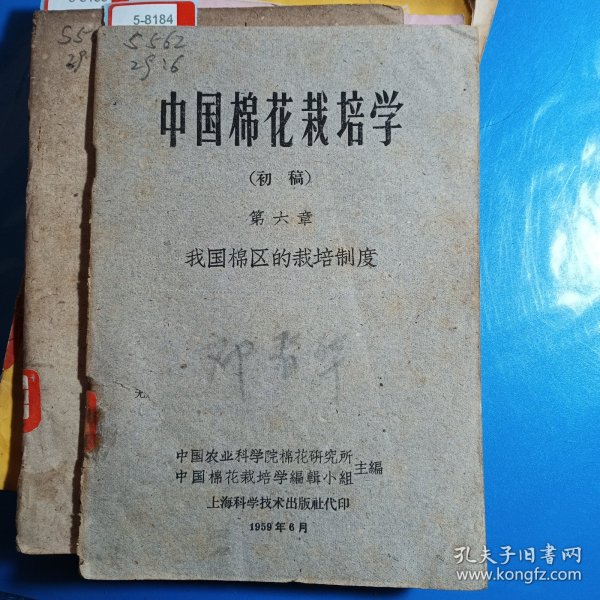 5-8184
S562
2916
中国棉花栽培学
(初稿)
第六章
我国棉区的栽培制度
中国农业科学院棉花研究所
中国棉花栽培学編輯小組
主編
上海科学技术出版社代印
1959年6月
孔夫子旧书网
www.kongfz.com